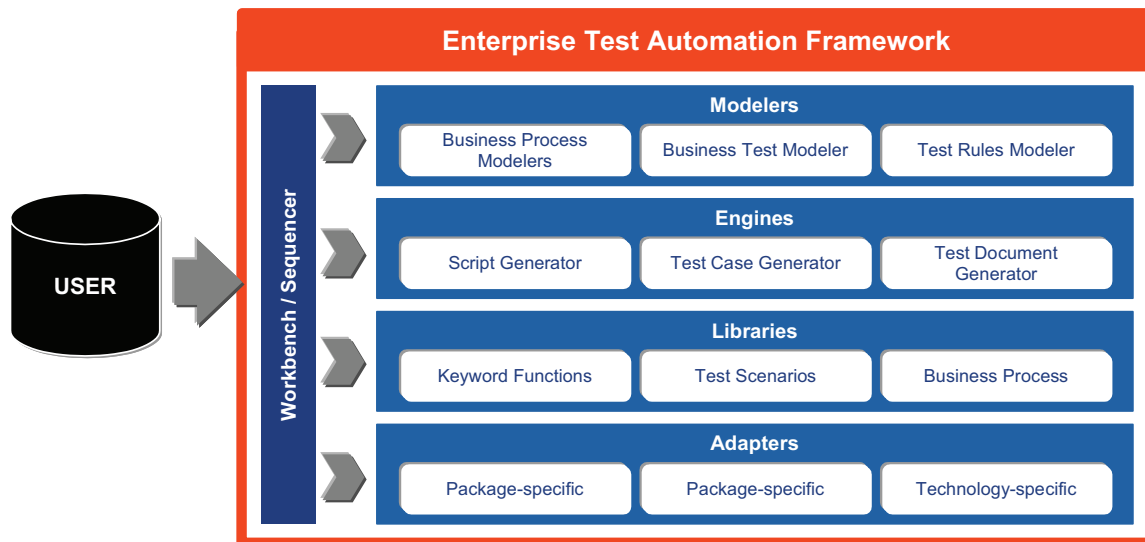 Enterprise Test Automation Framework
USER
Workbench / Sequencer
Modelers
Business Process
Modelers
Business Test Modeler
Test Rules Modeler
Engines
Script Generator
Test Case Generator
Test Document
Generator
Libraries
Keyword Functions
Test Scenarios
Business Process
Adapters
Package-specific
Package-specific
Technology-specific